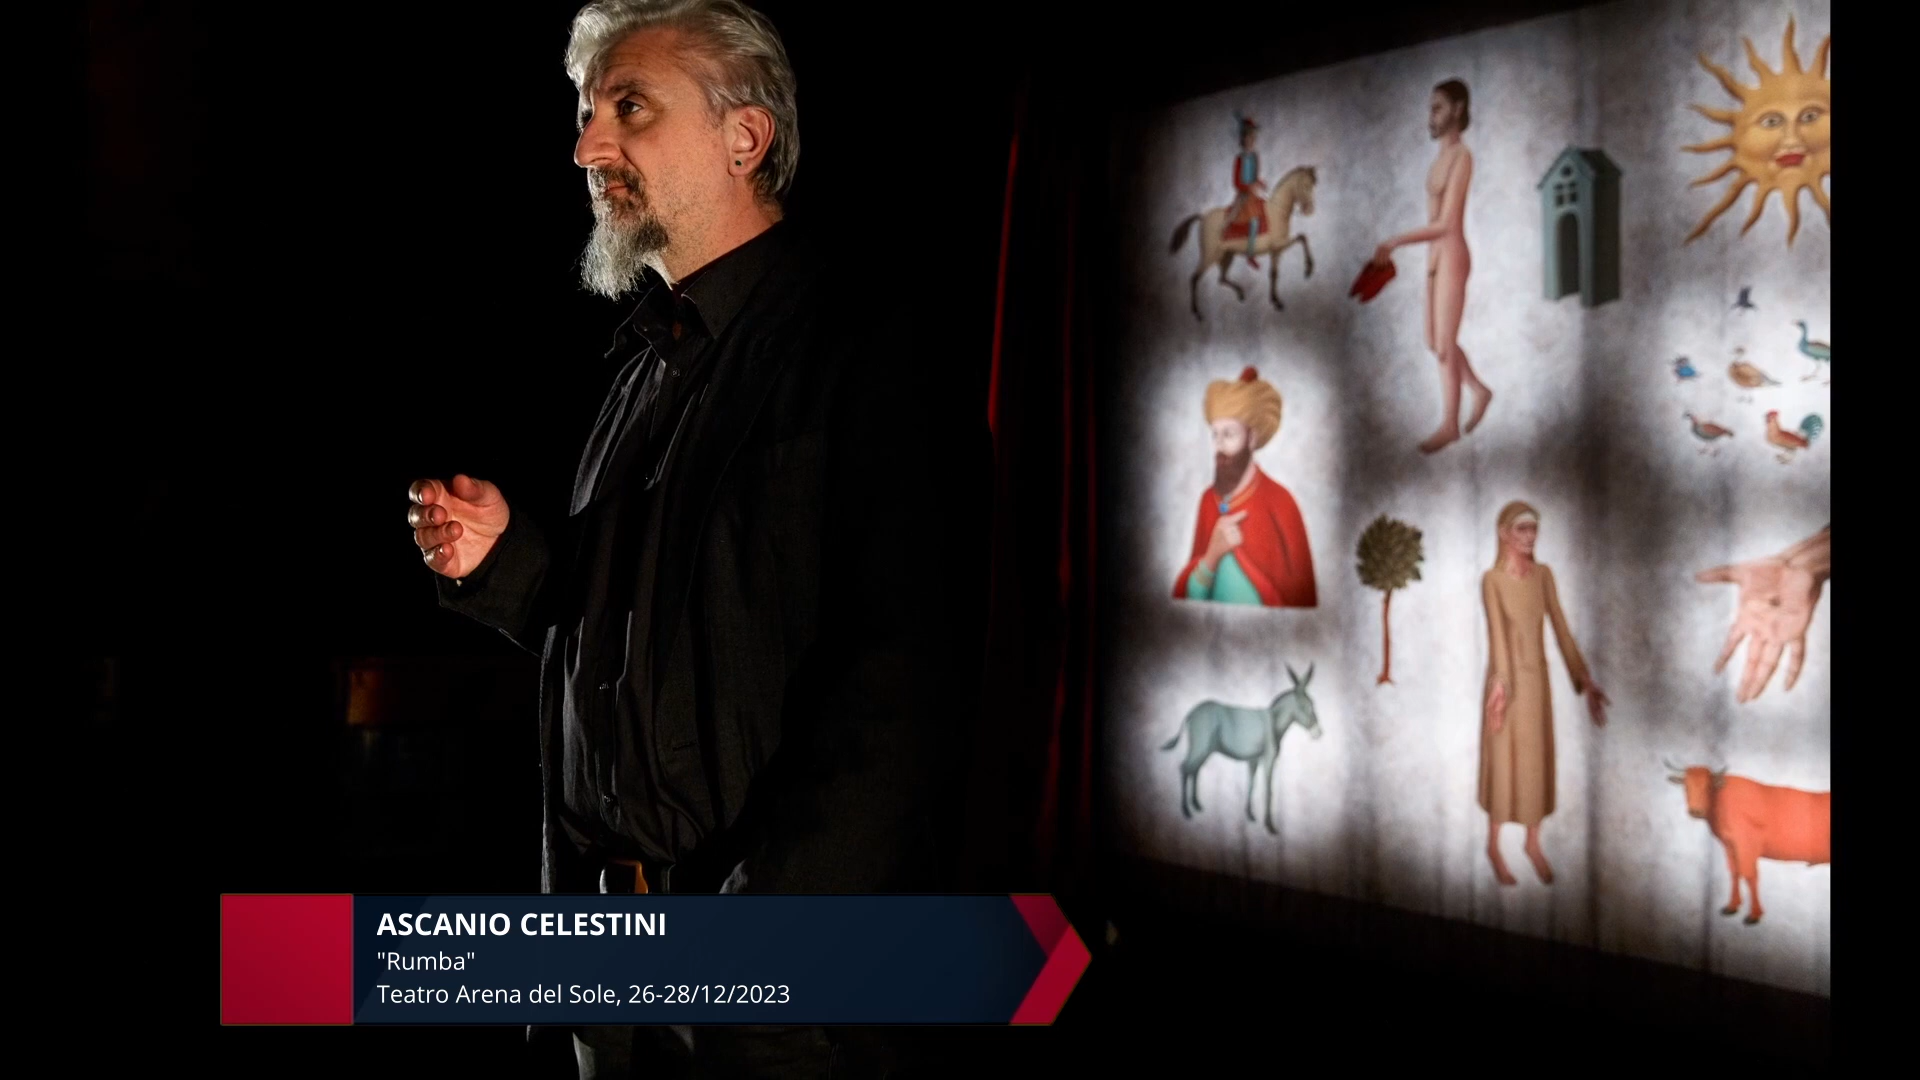 ASCANIO CELESTINI
"Rumba"
Teatro Arena del Sole, 26-28/12/2023